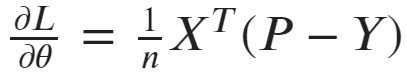 ∂L/∂θ = 1/n X^T(P − Y)